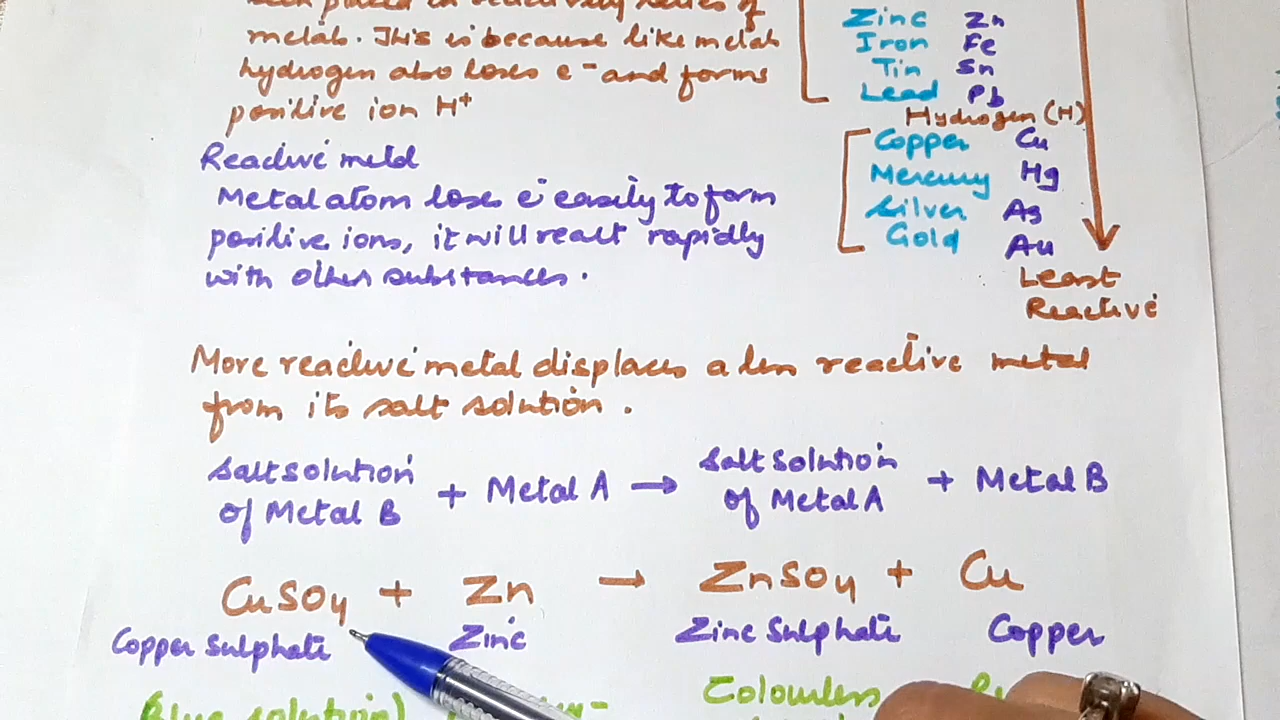 metals. This is because like metals
hydrogen also loses e⁻ and forms
positive ion H⁺
Reactive metal
Metal atom loses e⁻ easily to form
positive ions, it will react rapidly
with other substances.
Zinc Zn
Iron Fe
Tin Sn
Lead Pb
Hydrogen (H)
Copper Cu
Mercury Hg
Silver Ag
Gold Au
Least
Reactive
More reactive metal displaces a less reactive metal
from its salt solution.
Salt solution of Metal B + Metal A → Salt solution of Metal A + Metal B
CuSO4 + Zn → ZnSO4 + Cu
Copper Sulphate Zinc Zinc Sulphate Copper
Blue solution) Colourless